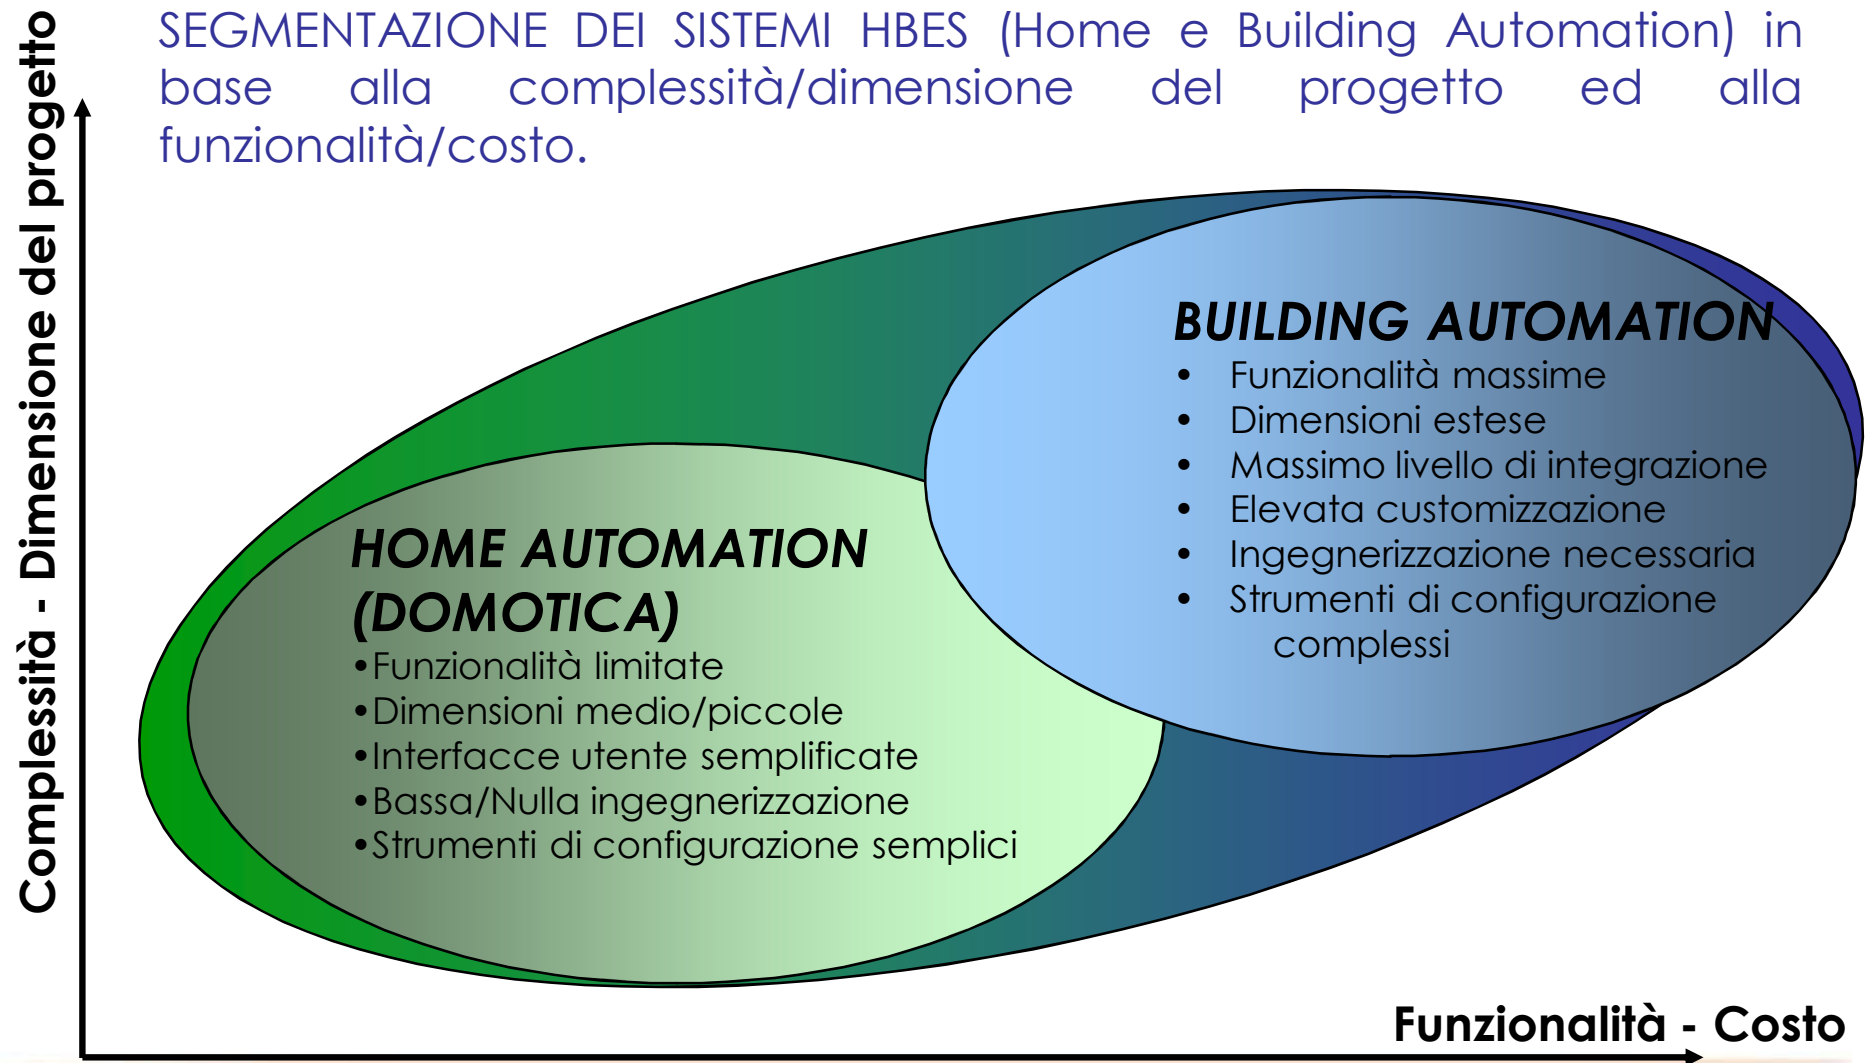 SEGMENTAZIONE DEI SISTEMI HBES (Home e Building Automation) in
base alla complessità/dimensione del progetto ed alla
funzionalità/costo.
Complessità - Dimensione del progetto
BUILDING AUTOMATION
• Funzionalità massime
• Dimensioni estese
• Massimo livello di integrazione
• Elevata customizzazione
• Ingegnerizzazione necessaria
• Strumenti di configurazione
complessi
HOME AUTOMATION
(DOMOTICA)
•Funzionalità limitate
•Dimensioni medio/piccole
•Interfacce utente semplificate
•Bassa/Nulla ingegnerizzazione
•Strumenti di configurazione semplici
Funzionalità - Costo